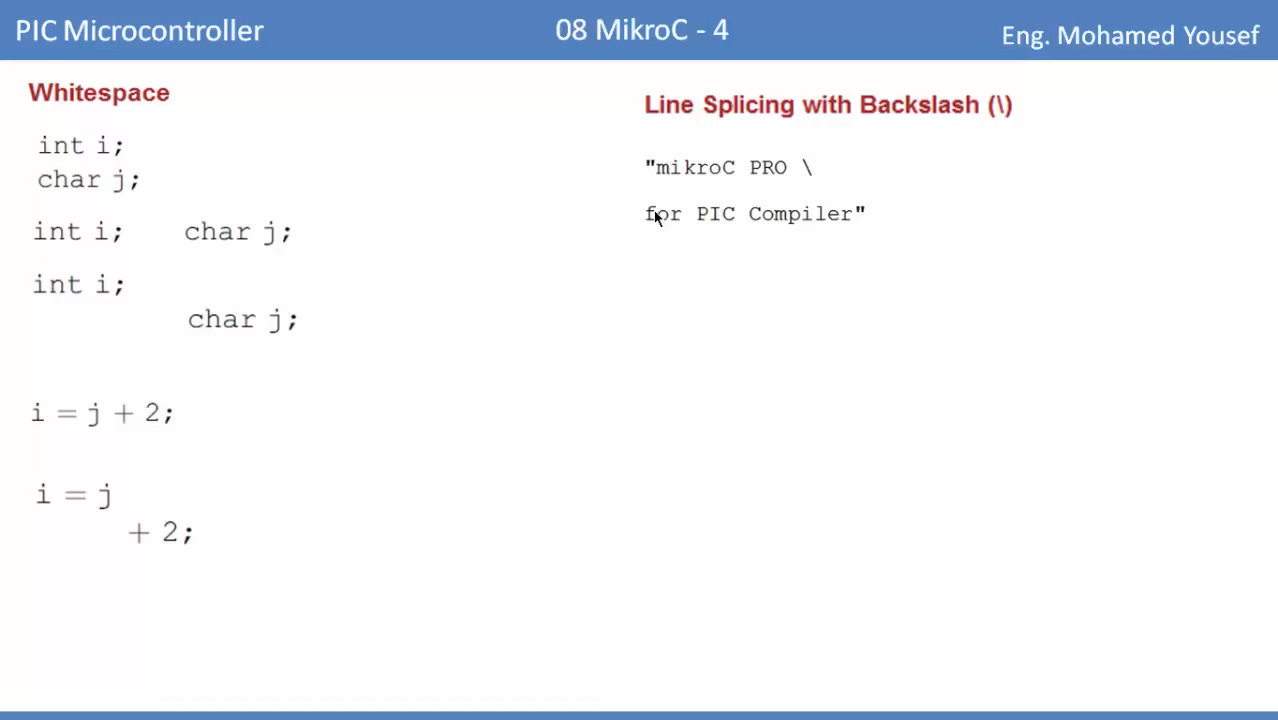 PIC Microcontroller
08 MikroC - 4
Eng. Mohamed Yousef
Whitespace
int i;
char j;
int i; char j;
int i;
char j;
i = j + 2;
i = j
+ 2;
Line Splicing with Backslash (\)
"mikroC PRO \
for PIC Compiler"